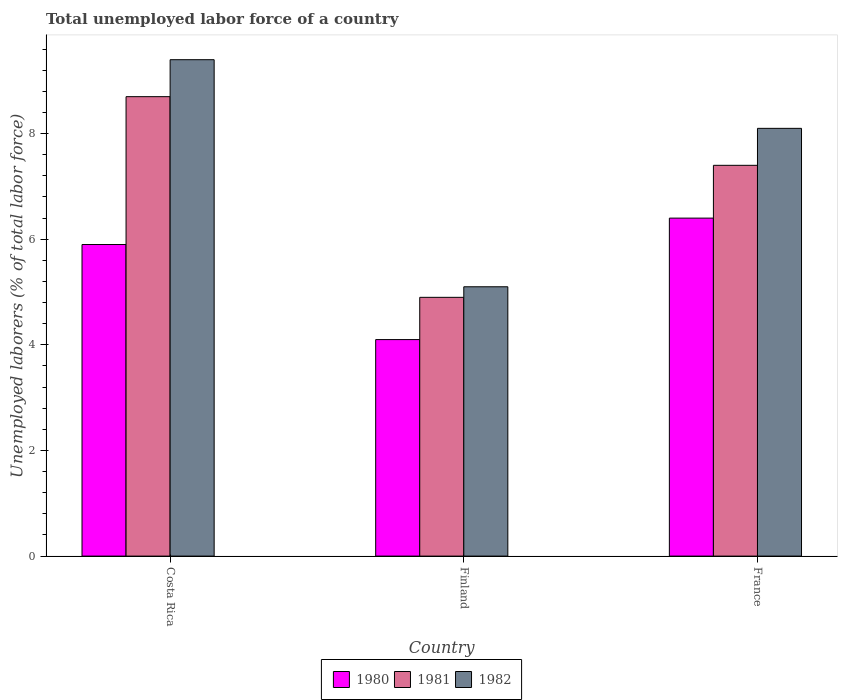 Total unemployed labor force of a country
Unemployed laborers (% of total labor force)
8
6
4
2
0
Costa Rica
Finland
France
Country
1980
1981
1982